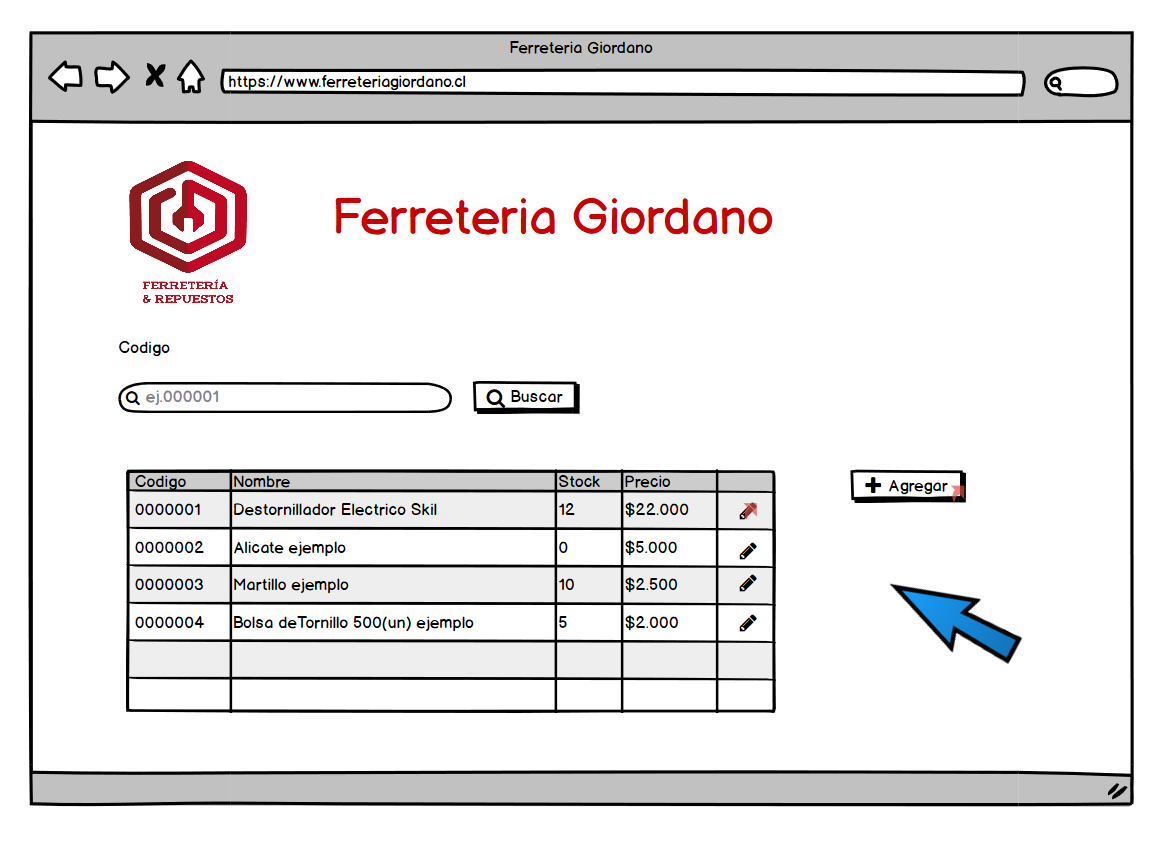 Ferreteria Giordano
https://www.ferreteriagiordano.cl
Ferreteria Giordano
FERRETERÍA
& REPUESTOS
Codigo
ej.000001
Buscar
Codigo Nombre Stock Precio
Agregar
0000001 Destornillador Electrico Skil 12 $22.000
0000002 Alicate ejemplo 0 $5.000
0000003 Martillo ejemplo 10 $2.500
0000004 Bolsa deTornillo 500(un) ejemplo 5 $2.000